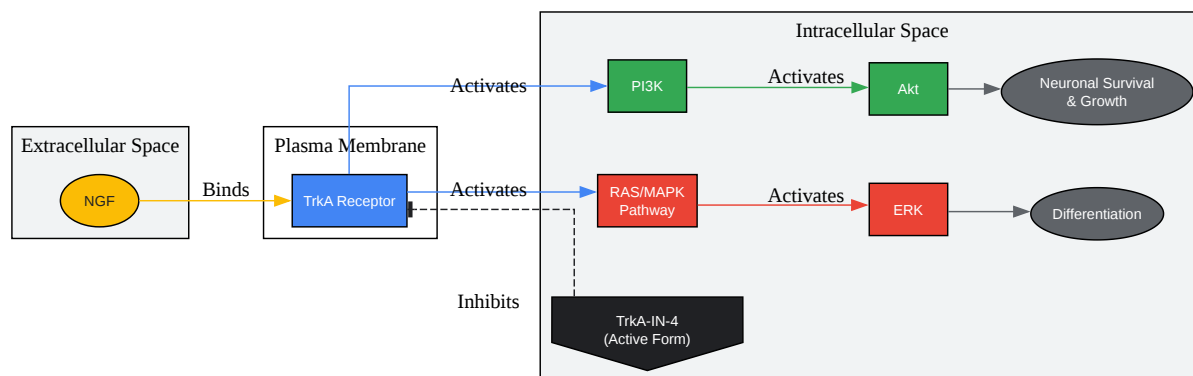 Intracellular Space
Activates
PI3K
Activates
Akt
Neuronal Survival
& Growth
Extracellular Space
Plasma Membrane
NGF
Binds
TrkA Receptor
Activates
RAS/MAPK
Pathway
Activates
ERK
Differentiation
Inhibits
TrkA-IN-4
(Active Form)